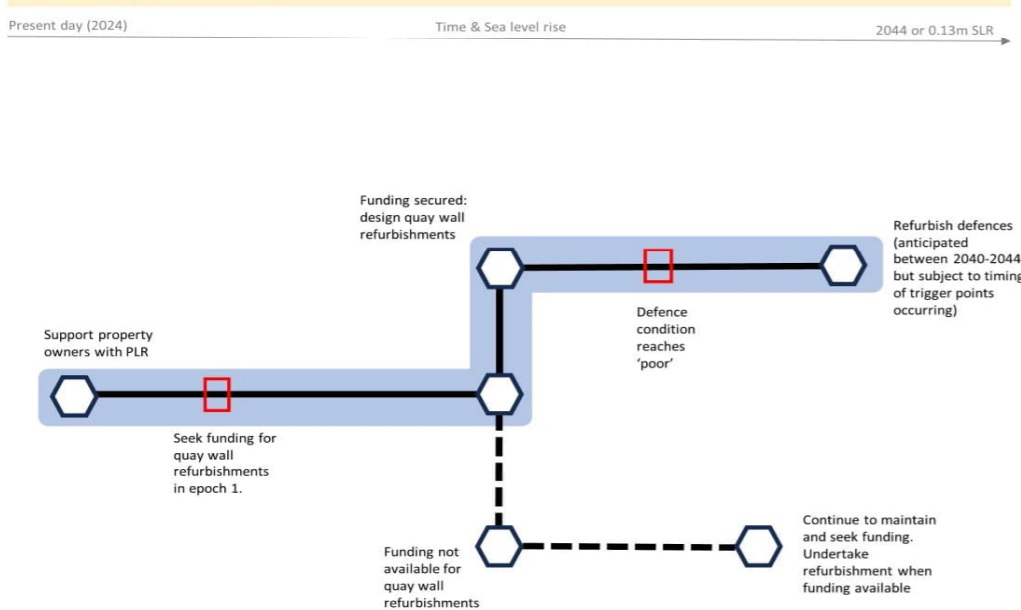 Present day (2024)
Time & Sea level rise
2044 or 0.13m SLR
Funding secured:
design quay wall
refurbishments
Refurbish defences
(anticipated
between 2040-2044
but subject to timing
of trigger points
occurring)
Defence
condition
reaches
‘poor’
Support property
owners with PLR
Seek funding for
quay wall
refurbishments
in epoch 1.
Funding not
available for
quay wall
refurbishments
Continue to maintain
and seek funding.
Undertake
refurbishment when
funding available